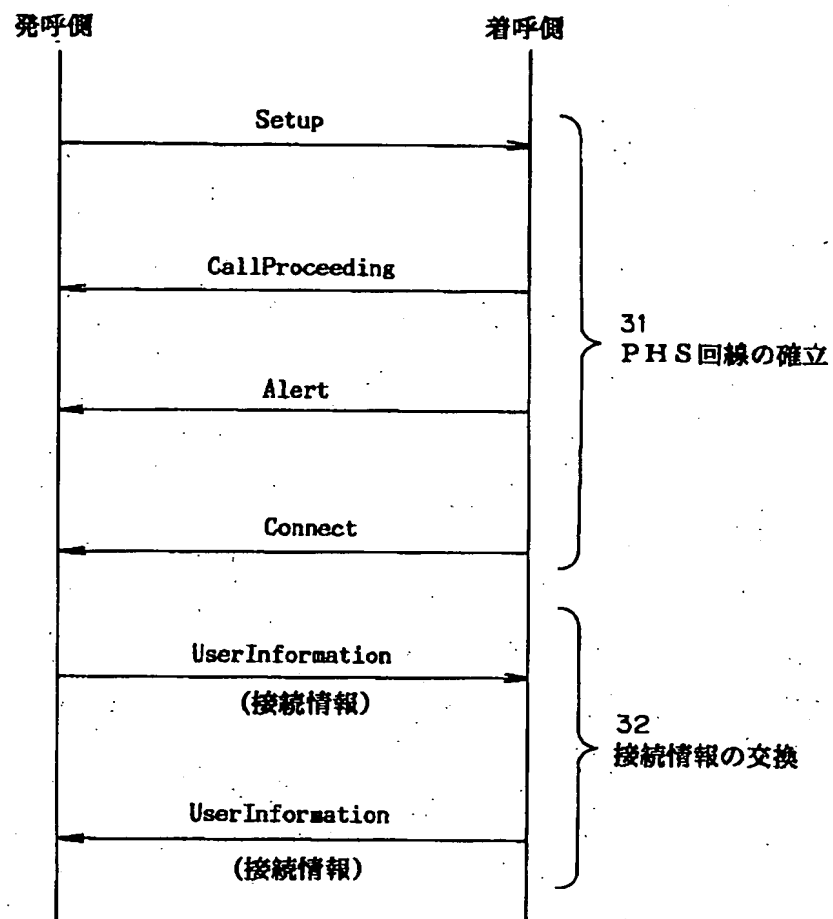 発呼側
着呼側
Setup
CallProceeding
Alert
Connect
31
PHS回線の確立
UserInformation
(接続情報)
UserInformation
(接続情報)
32
接続情報の交換